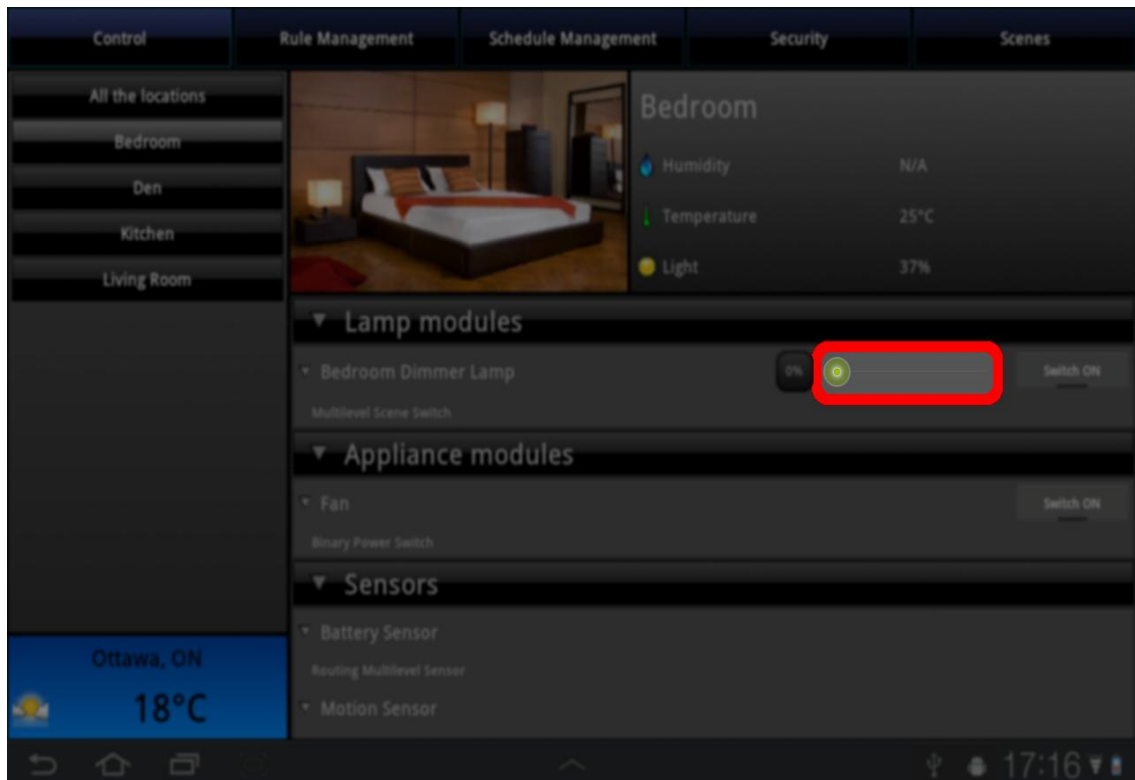 Control Rule Management Schedule Management Security Scenes
All the locations
Bedroom
Den
Kitchen
Living Room
Ottawa, ON
18°C
Bedroom
Humidity N/A
Temperature 25°C
Light 37%
Lamp modules
Bedroom Dimmer Lamp 0% Switch ON
Multilevel Scene Switch
Appliance modules
Fan Switch ON
Binary Power Switch
Sensors
Battery Sensor
Routing Multilevel Sensor
Motion Sensor
17:16